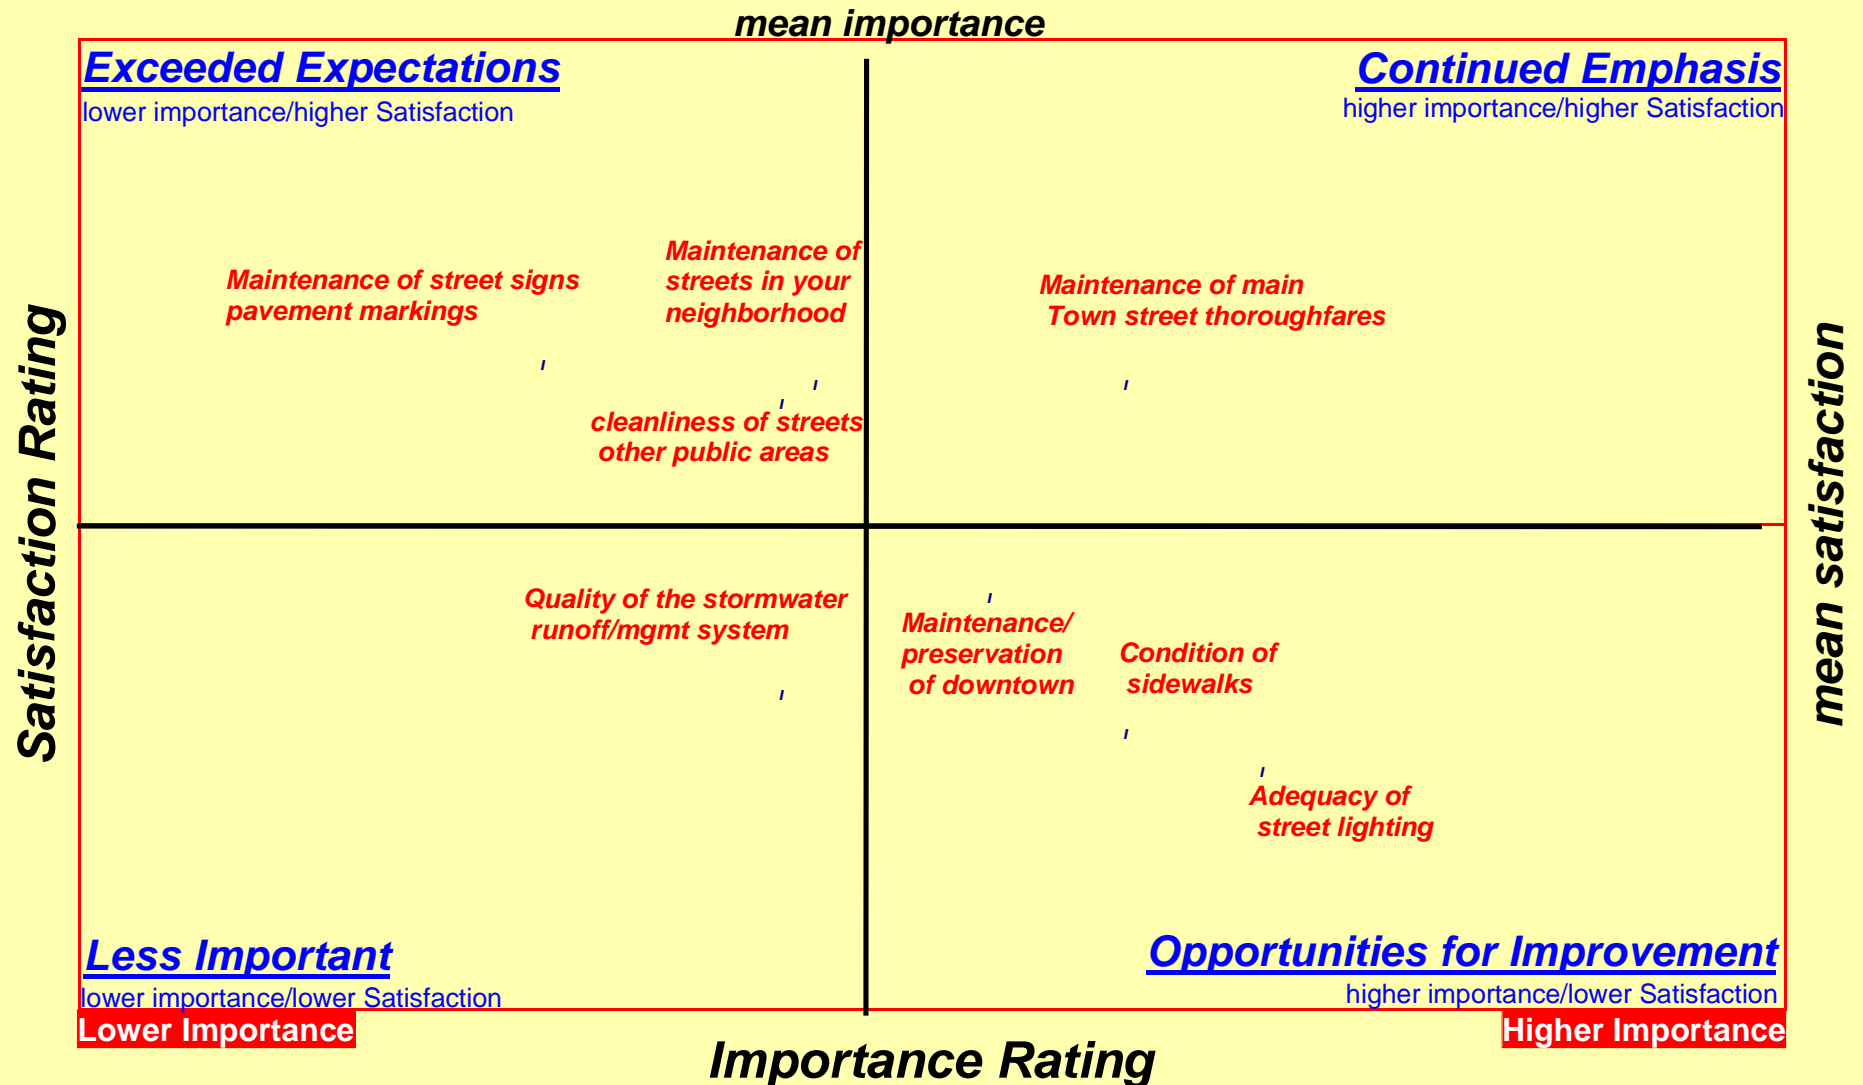 mean importance
Exceeded Expectations
lower importance/higher Satisfaction
Continued Emphasis
higher importance/higher Satisfaction
Maintenance of street signs
pavement markings
Maintenance of
streets in your
neighborhood
Maintenance of main
Town street thoroughfares
cleanliness of streets
other public areas
Satisfaction Rating
mean satisfaction
Quality of the stormwater
runoff/mgmt system
Maintenance/
preservation
of downtown
Condition of
sidewalks
Adequacy of
street lighting
Less Important
lower importance/lower Satisfaction
Opportunities for Improvement
higher importance/lower Satisfaction
Lower Importance
Higher Importance
Importance Rating